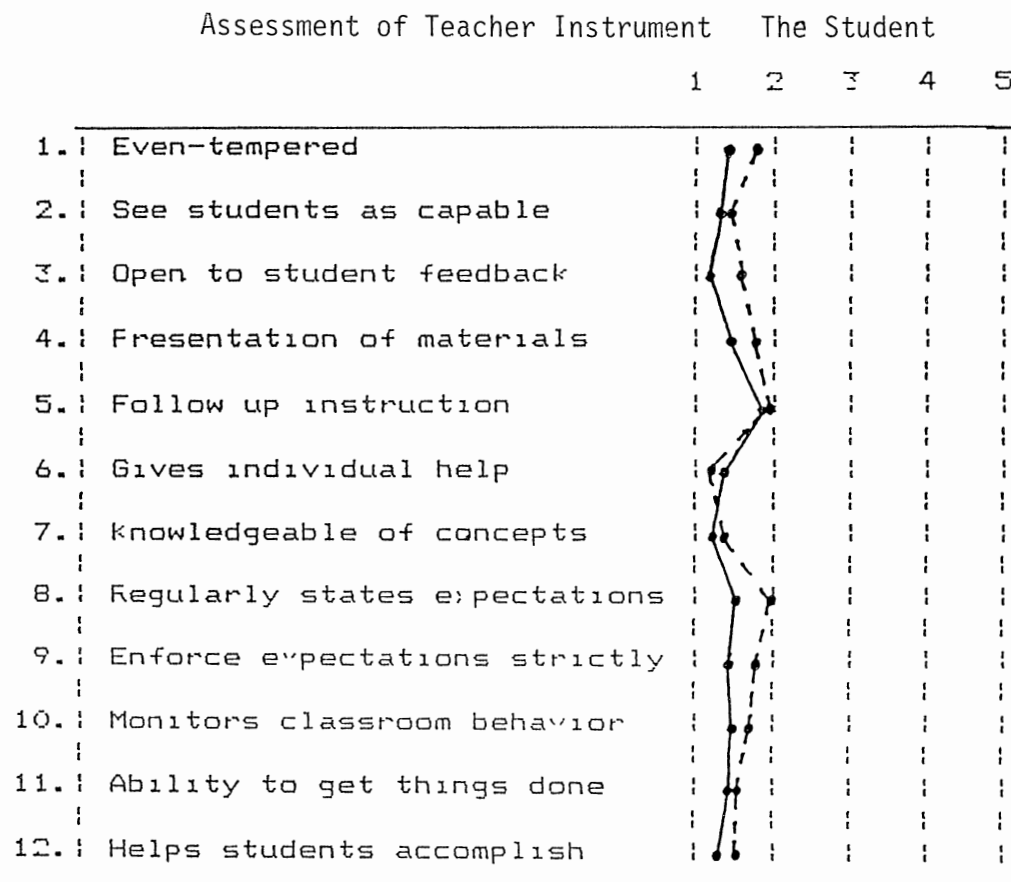 Assessment of Teacher Instrument The Student
1 2 3 4 5
1. Even-tempered
2. See students as capable
3. Open to student feedback
4. Presentation of materials
5. Follow up instruction
6. Gives individual help
7. Knowledgeable of concepts
8. Regularly states expectations
9. Enforce expectations strictly
10. Monitors classroom behavior
11. Ability to get things done
12. Helps students accomplish